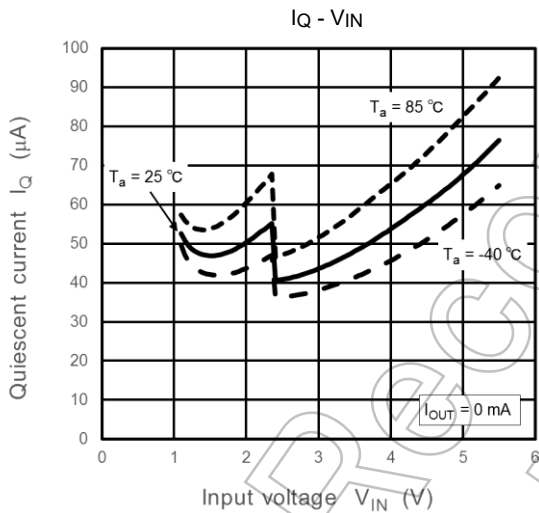 IQ - VIN
Quiescent current IQ (μA)
100
90
80
70
60
50
40
30
20
10
0
Ta = 85 ℃
Ta = 25 ℃
Ta = -40 ℃
IOUT = 0 mA
0 1 2 3 4 5 6
Input voltage VIN (V)